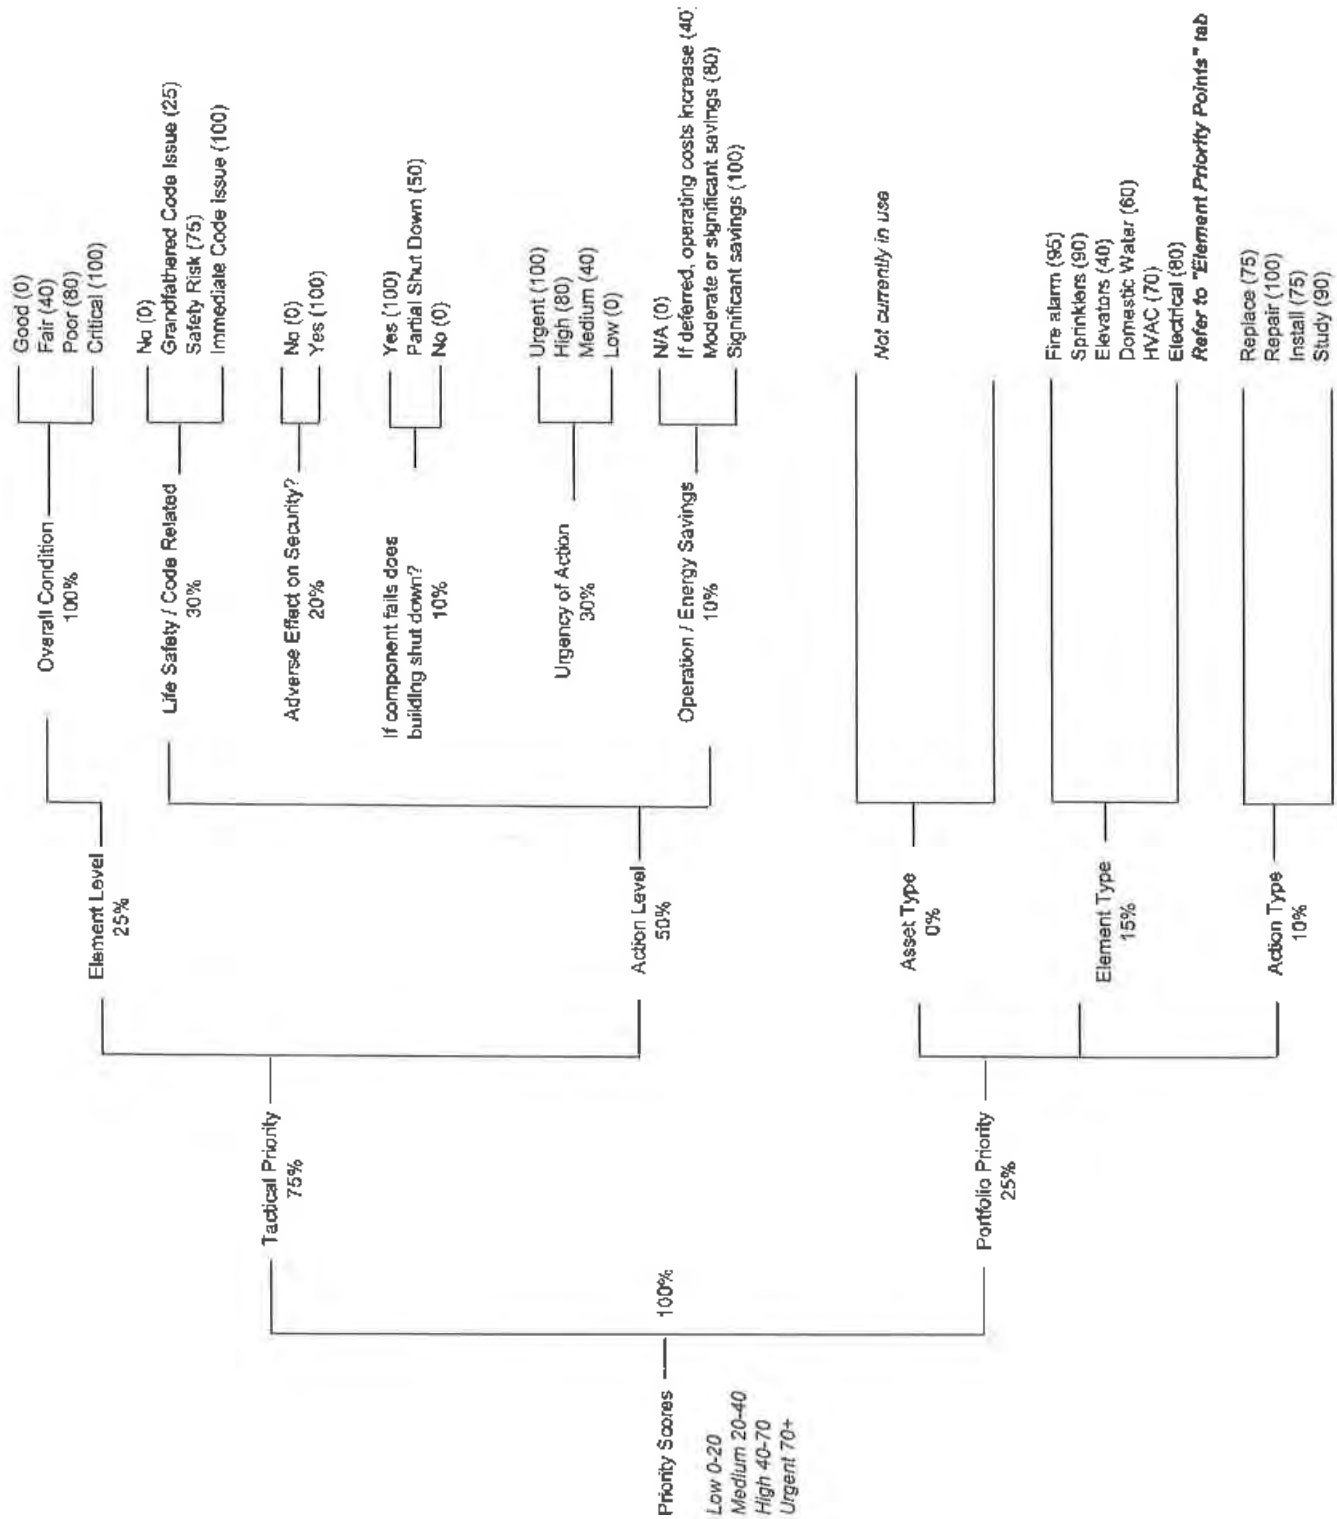 Priority Scores
100%
Low 0-20
Medium 20-40
High 40-70
Urgent 70+
Tactical Priority
75%
Element Level
25%
Overall Condition
100%
Good (0)
Fair (40)
Poor (80)
Critical (100)
Action Level
50%
Life Safety / Code Related
30%
No (0)
Grandfathered Code Issue (25)
Safety Risk (75)
Immediate Code Issue (100)
Adverse Effect on Security?
20%
No (0)
Yes (100)
If component fails does
building shut down?
10%
Yes (100)
Partial Shut Down (50)
No (0)
Urgency of Action
30%
Urgent (100)
High (80)
Medium (40)
Low (0)
Operation / Energy Savings
10%
N/A (0)
If deferred, operating costs increase (40)
Moderate or significant savings (80)
Significant savings (100)
Portfolio Priority
25%
Asset Type
0%
Not currently in use
Element Type
15%
Fire alarm (95)
Sprinklers (90)
Elevators (40)
Domestic Water (60)
HVAC (70)
Electrical (80)
Refer to "Element Priority Points" tab
Action Type
10%
Replace (75)
Repair (100)
Install (75)
Study (90)